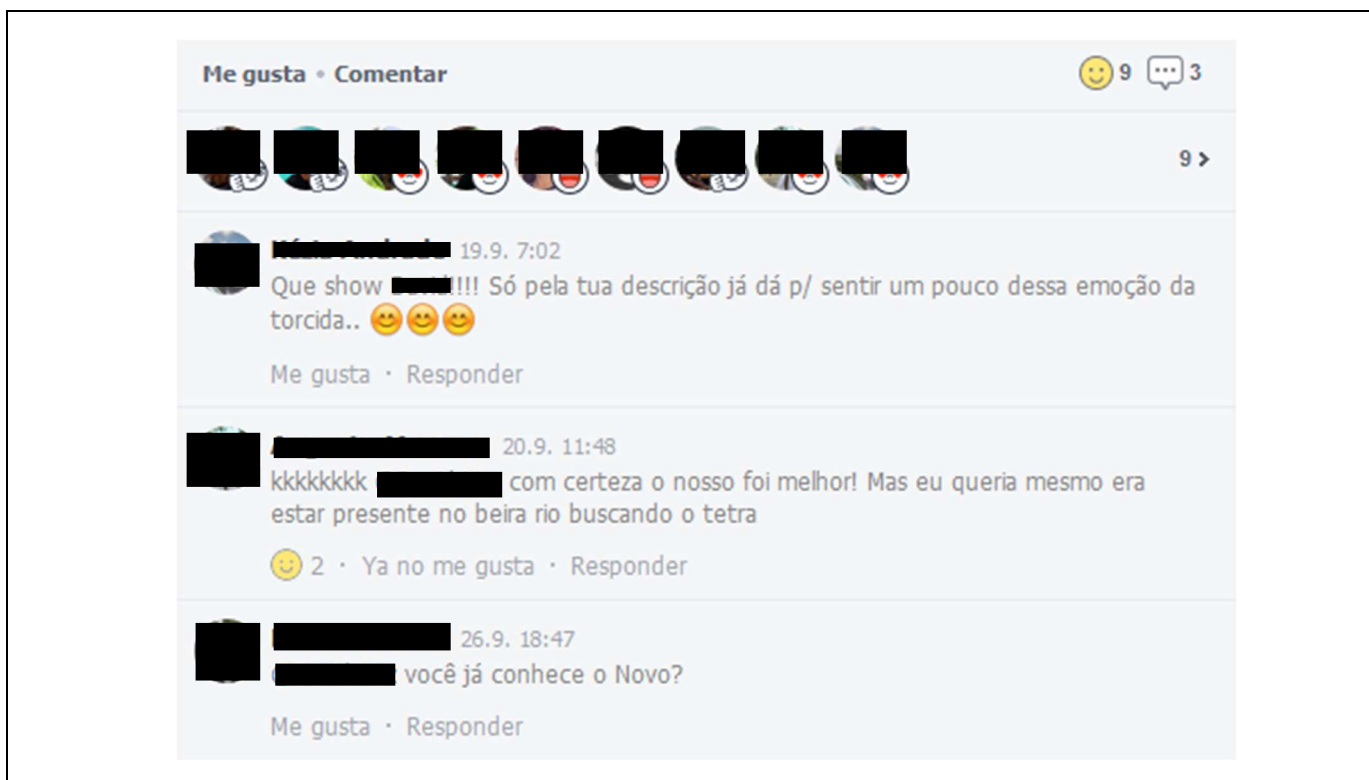 Me gusta • Comentar 9 3
9 >
19.9. 7:02
Que show !!!! Só pela tua descrição já dá p/ sentir um pouco dessa emoção da
torcida..
Me gusta · Responder
20.9. 11:48
kkkkkkkk com certeza o nosso foi melhor! Mas eu queria mesmo era
estar presente no beira rio buscando o tetra
2 · Ya no me gusta · Responder
26.9. 18:47
você já conhece o Novo?
Me gusta · Responder